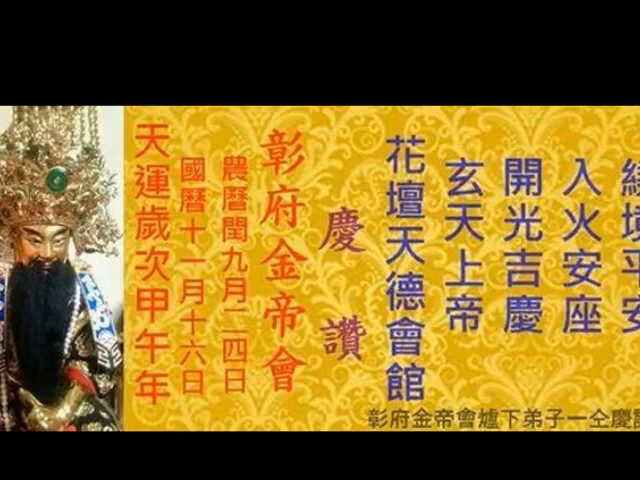 繞境平安
入火安座
開光吉慶
玄天上帝
花壇天德會館
慶讚
彰府金帝會
農曆閏九月二四日
國曆十一月十六日
天運歲次甲午年
彰府金帝會爐下弟子一仝慶讚